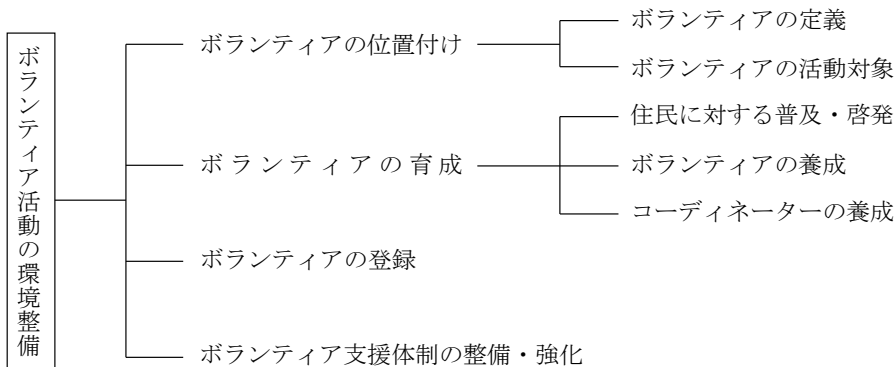 ボランティア活動の環境整備
ボランティアの位置付け
ボランティアの定義
ボランティアの活動対象
ボランティアの育成
住民に対する普及・啓発
ボランティアの養成
コーディネーターの養成
ボランティアの登録
ボランティア支援体制の整備・強化